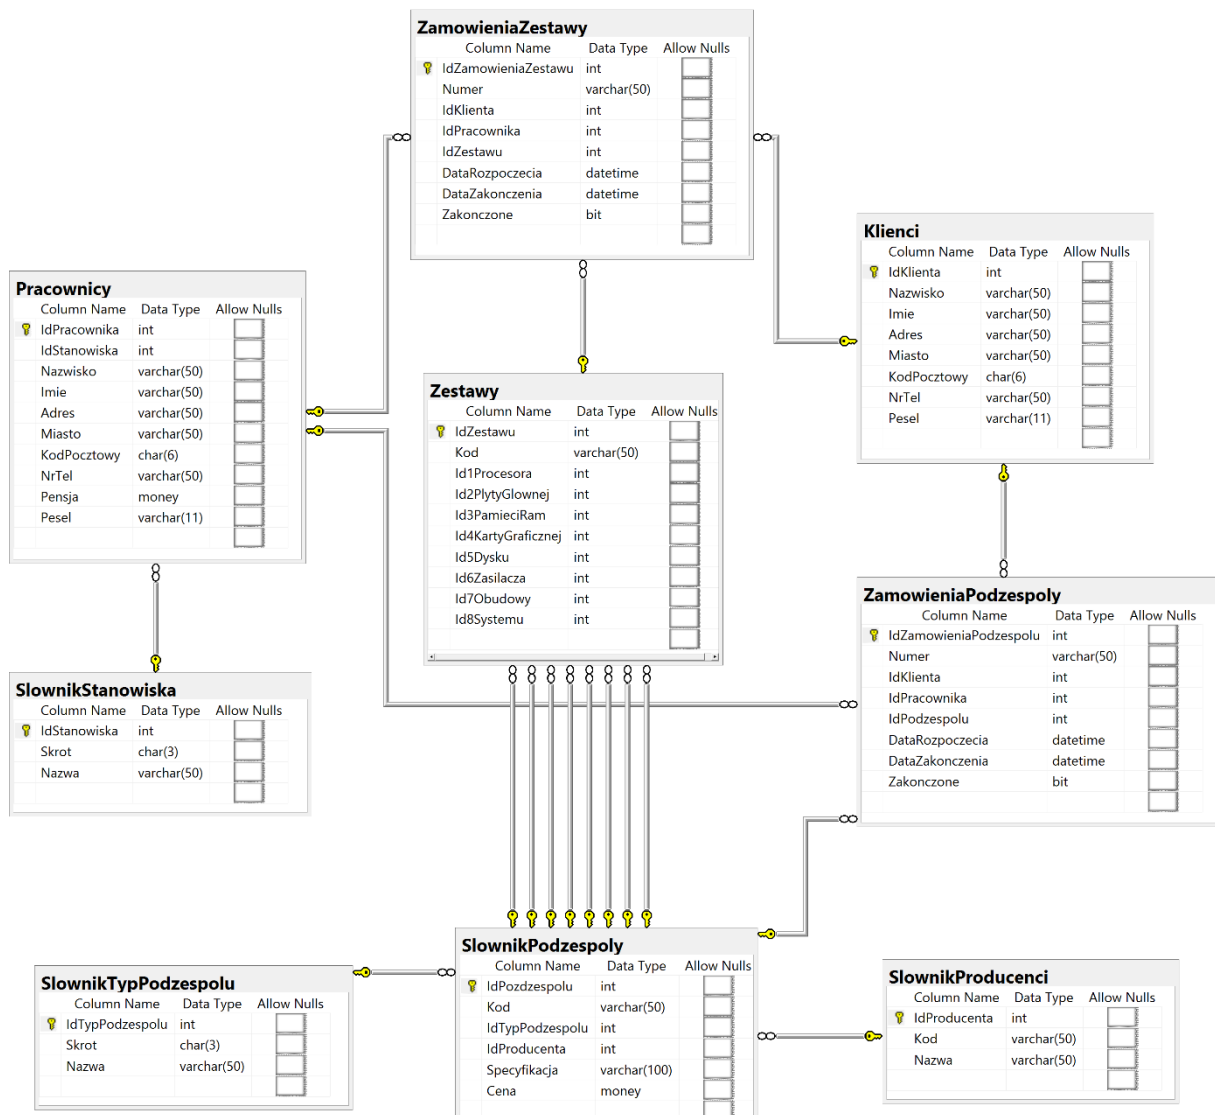 ZamowieniaZestawy
Column Name Data Type Allow Nulls
IdZamowieniaZestawu int
Numer varchar(50)
IdKlienta int
IdPracownika int
IdZestawu int
DataRozpoczecia datetime
DataZakonczenia datetime
Zakonczone bit
Klienci
Column Name Data Type Allow Nulls
IdKlienta int
Nazwisko varchar(50)
Imie varchar(50)
Adres varchar(50)
Miasto varchar(50)
KodPocztowy char(6)
NrTel varchar(50)
Pesel varchar(11)
Pracownicy
Column Name Data Type Allow Nulls
IdPracownika int
IdStanowiska int
Nazwisko varchar(50)
Imie varchar(50)
Adres varchar(50)
Miasto varchar(50)
KodPocztowy char(6)
NrTel varchar(50)
Pensja money
Pesel varchar(11)
Zestawy
Column Name Data Type Allow Nulls
IdZestawu int
Kod varchar(50)
Id1Procesora int
Id2PlytyGlownej int
Id3PamieciRam int
Id4KartyGraficznej int
Id5Dysku int
Id6Zasilacza int
Id7Obudowy int
Id8Systemu int
ZamowieniaPodzespoly
Column Name Data Type Allow Nulls
IdZamowieniaPodzespolu int
Numer varchar(50)
IdKlienta int
IdPracownika int
IdPodzespolu int
DataRozpoczecia datetime
DataZakonczenia datetime
Zakonczone bit
SlownikStanowiska
Column Name Data Type Allow Nulls
IdStanowiska int
Skrot char(3)
Nazwa varchar(50)
SlownikTypPodzespolu
Column Name Data Type Allow Nulls
IdTypPodzespolu int
Skrot char(3)
Nazwa varchar(50)
SlownikPodzespoly
Column Name Data Type Allow Nulls
IdPozdzespolu int
Kod varchar(50)
IdTypPodzespolu int
IdProducenta int
Specyfikacja varchar(100)
Cena money
SlownikProducenci
Column Name Data Type Allow Nulls
IdProducenta int
Kod varchar(50)
Nazwa varchar(50)